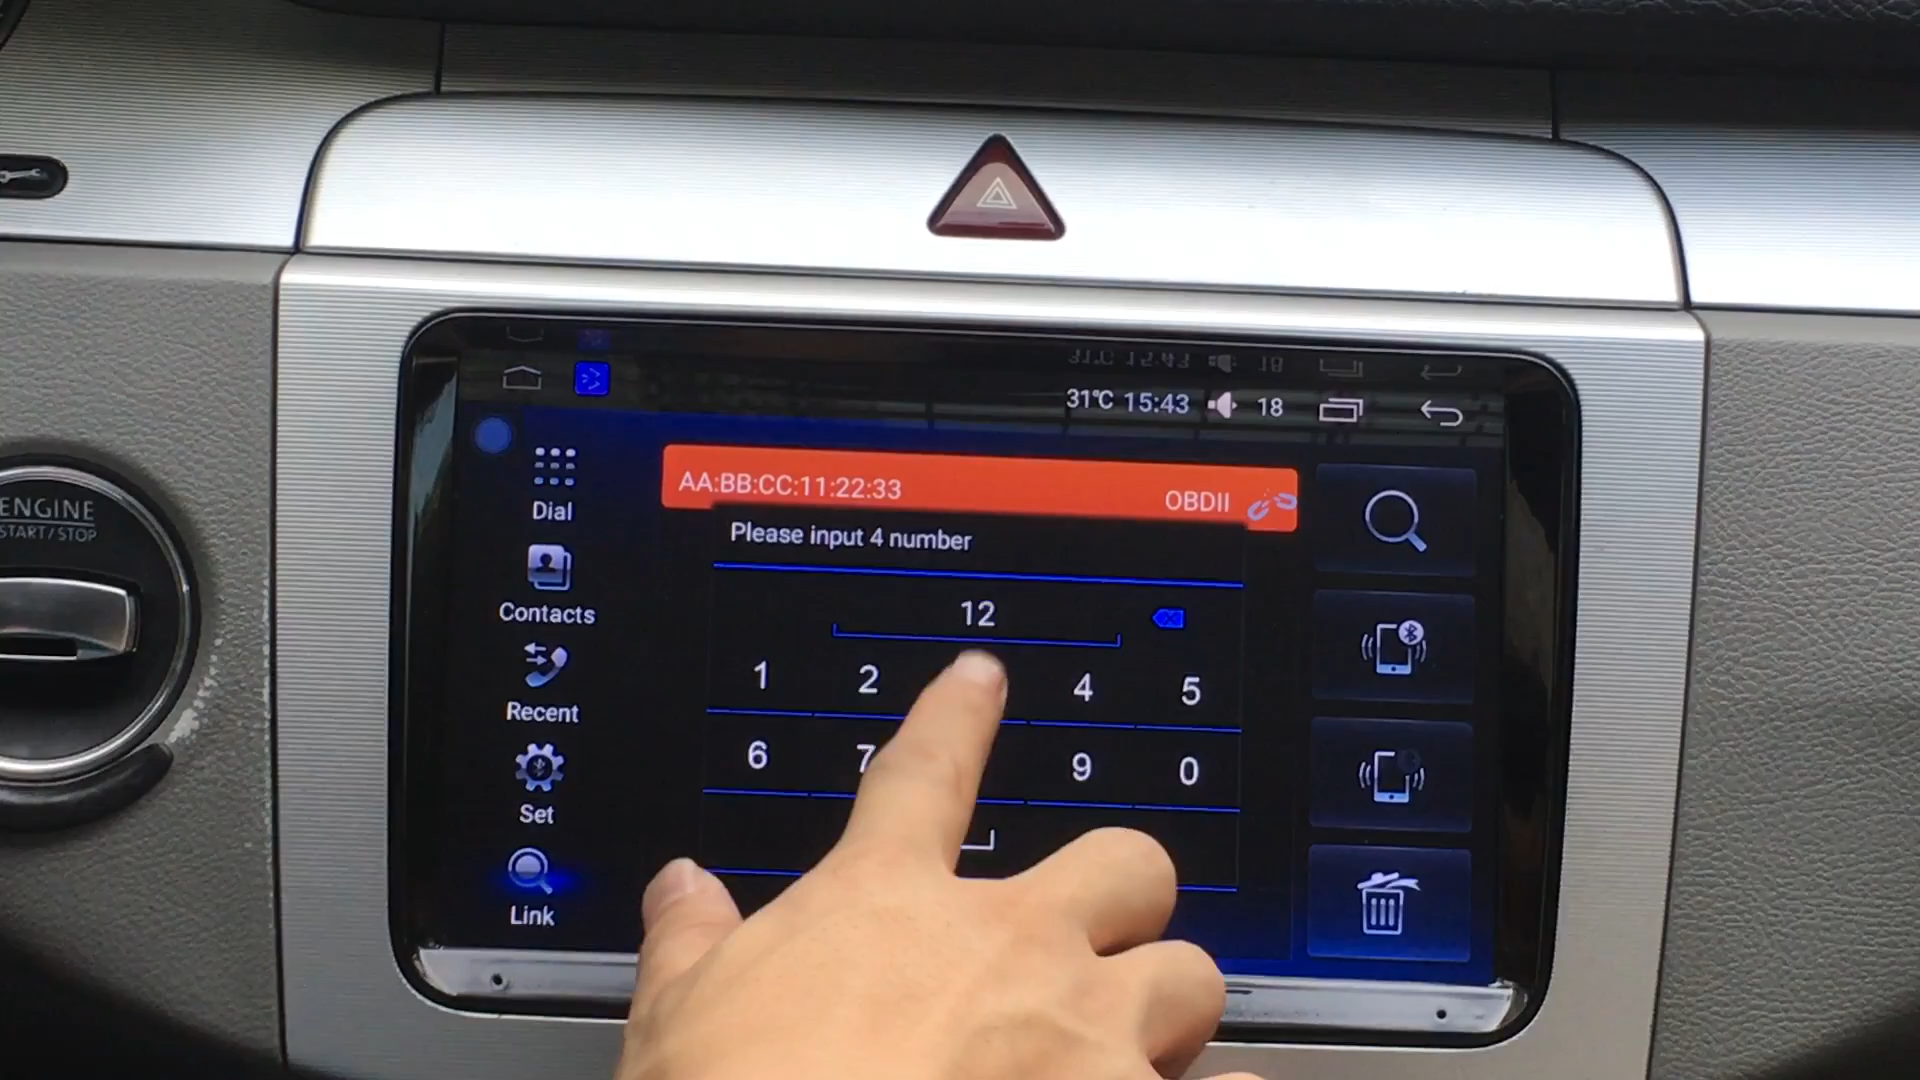 31°C 15:43 18
AA:BB:CC:11:22:33 OBDII
Please input 4 number
12
1 2 4 5
6 7 9 0
Dial
Contacts
Recent
Set
Link
ENGINE
START/STOP